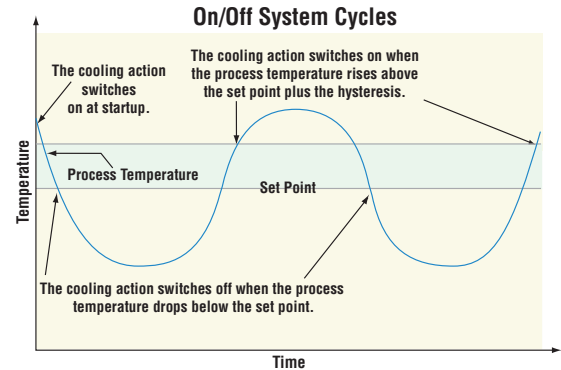 On/Off System Cycles
The cooling action
switches
on at startup.
The cooling action switches on when
the process temperature rises above
the set point plus the hysteresis.
Temperature
Process Temperature
Set Point
The cooling action switches off when the process
temperature drops below the set point.
Time